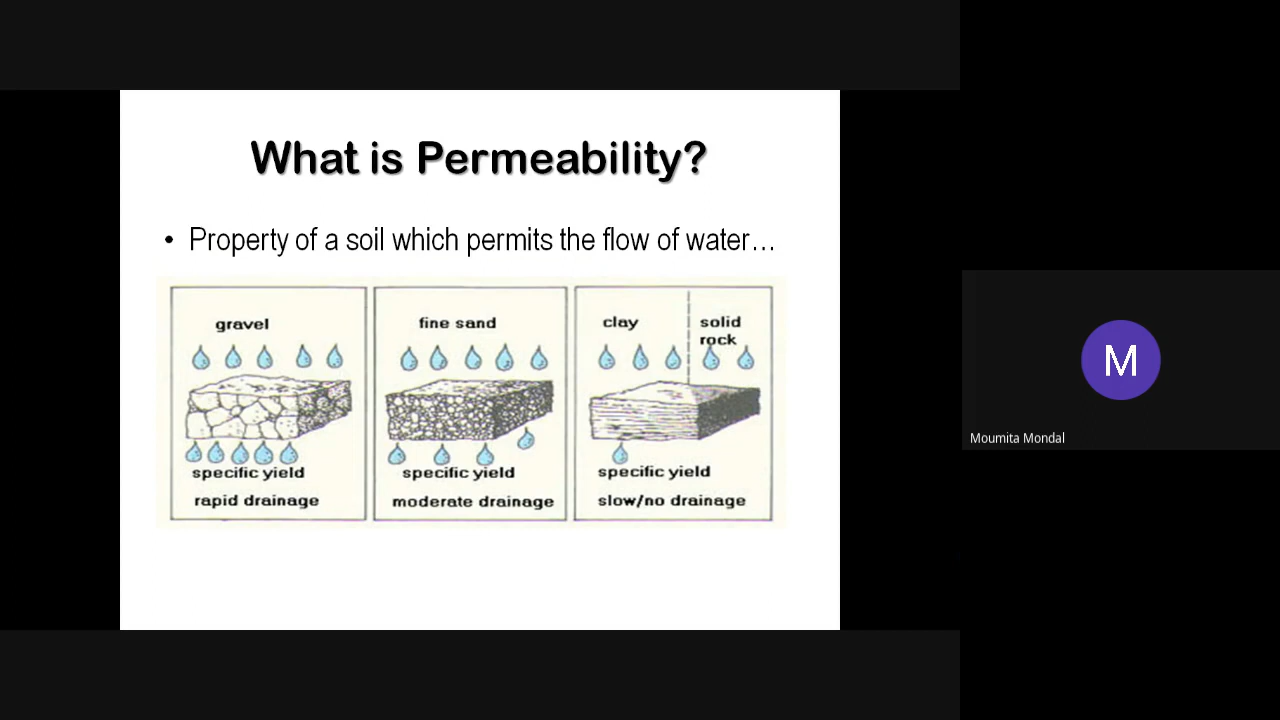 What is Permeability?
• Property of a soil which permits the flow of water...
gravel
specific yield
rapid drainage
fine sand
specific yield
moderate drainage
clay
solid
rock
specific yield
slow/no drainage
M
Moumita Mondal